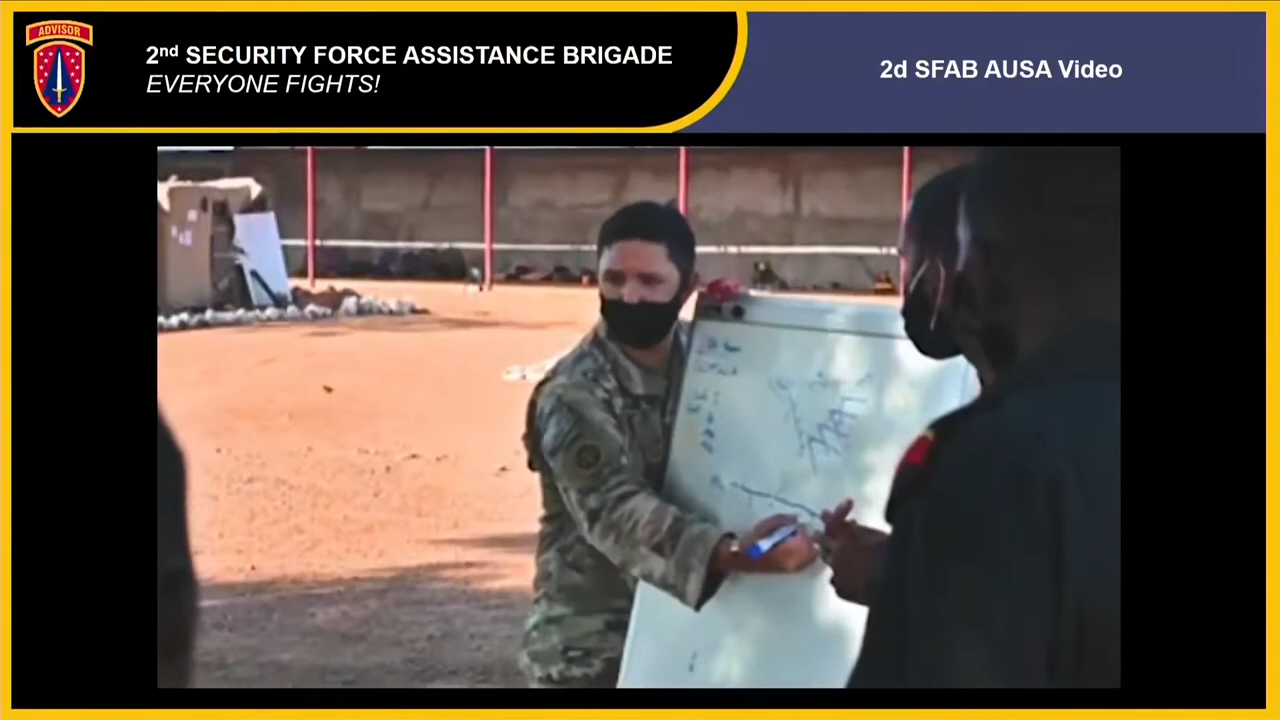 ADVISOR
2nd SECURITY FORCE ASSISTANCE BRIGADE
EVERYONE FIGHTS!
2d SFAB AUSA Video